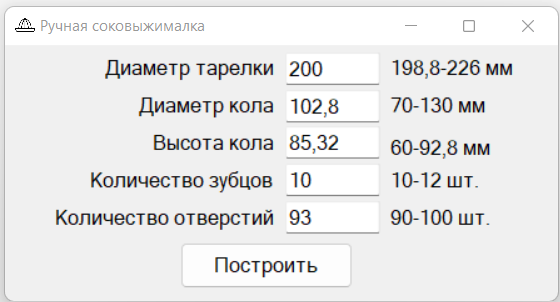 Ручная соковыжималка
Диаметр тарелки 200 198,8-226 мм
Диаметр кола 102,8 70-130 мм
Высота кола 85,32 60-92,8 мм
Количество зубцов 10 10-12 шт.
Количество отверстий 93 90-100 шт.
Построить